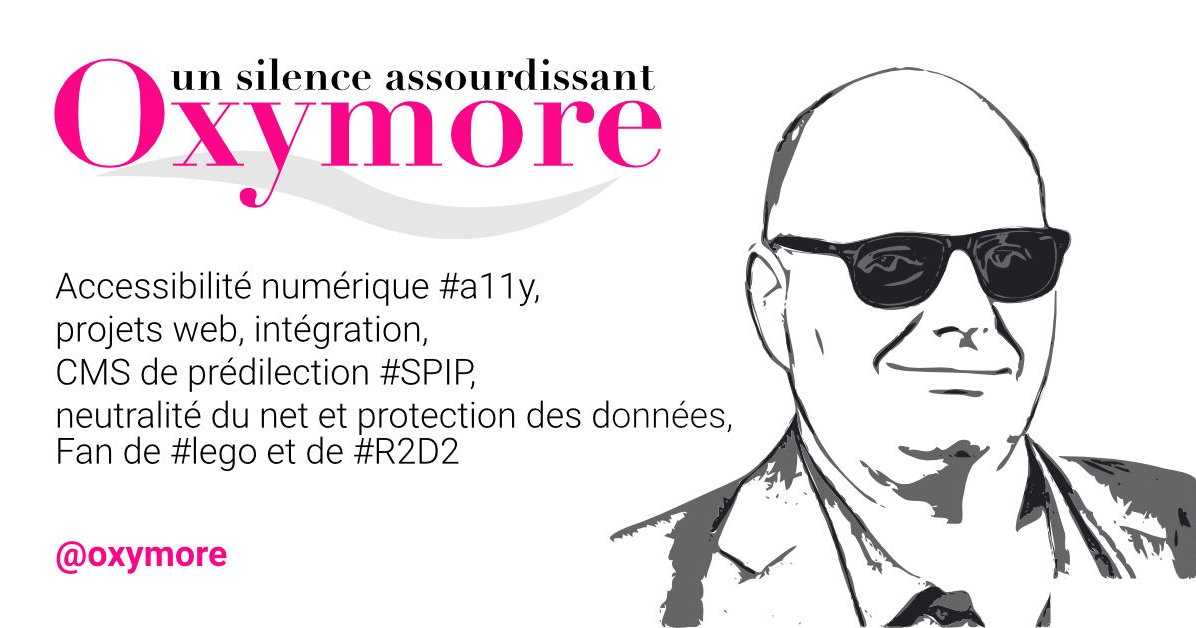 un silence assourdissant
Oxymore
Accessibilité numérique #a11y,
projets web, intégration,
CMS de prédilection #SPIP,
neutralité du net et protection des données,
Fan de #lego et de #R2D2
@oxymore